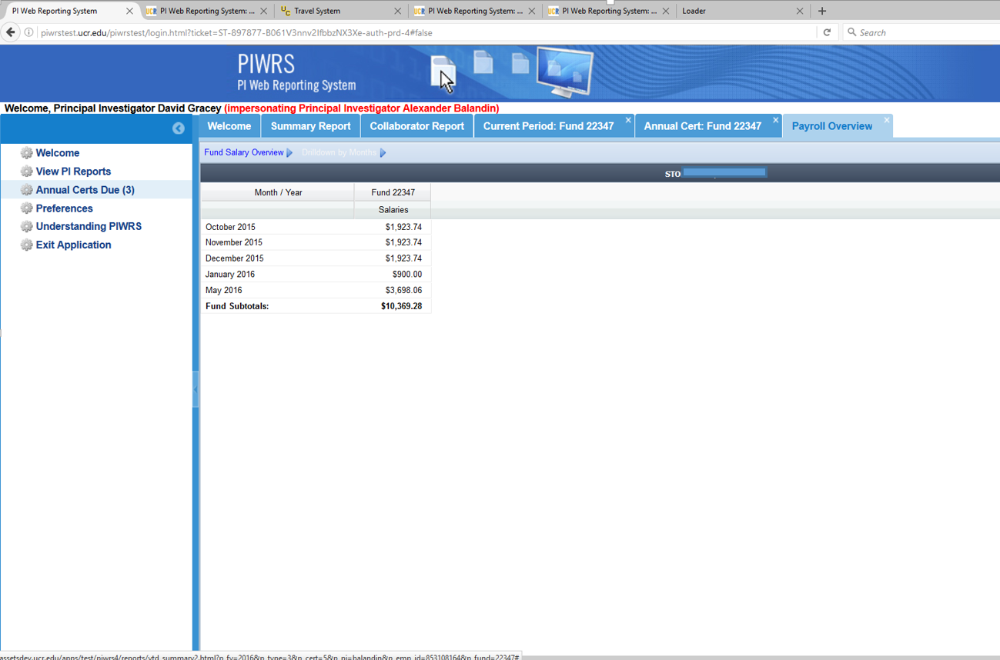 PI Web Reporting System
UCR PI Web Reporting System: ...
UC Travel System
UCR PI Web Reporting System: ...
UCR PI Web Reporting System: ...
Loader
piwrstest.ucr.edu/piwrstest/login.html?ticket=ST-897877-B061V3nnv2IfbbzNX3Xe-auth-prd-4#false
Search
PIWRS
PI Web Reporting System
Welcome, Principal Investigator David Gracey (impersonating Principal Investigator Alexander Balandin)
Welcome
View PI Reports
Annual Certs Due (3)
Preferences
Understanding PIWRS
Exit Application
Welcome
Summary Report
Collaborator Report
Current Period: Fund 22347
Annual Cert: Fund 22347
Payroll Overview
Fund Salary Overview
Drilldown by Months
STO
Month / Year Fund 22347
Salaries
October 2015 $1,923.74
November 2015 $1,923.74
December 2015 $1,923.74
January 2016 $900.00
May 2016 $3,698.06
Fund Subtotals: $10,369.28
assetsdev.ucr.edu/apps/test/piwrs4/reports/ytd_summary2.html?p_fy=2016&p_type=3&p_cert=5&p_pi=balandin&p_emp_id=853108164&p_fund=22347#